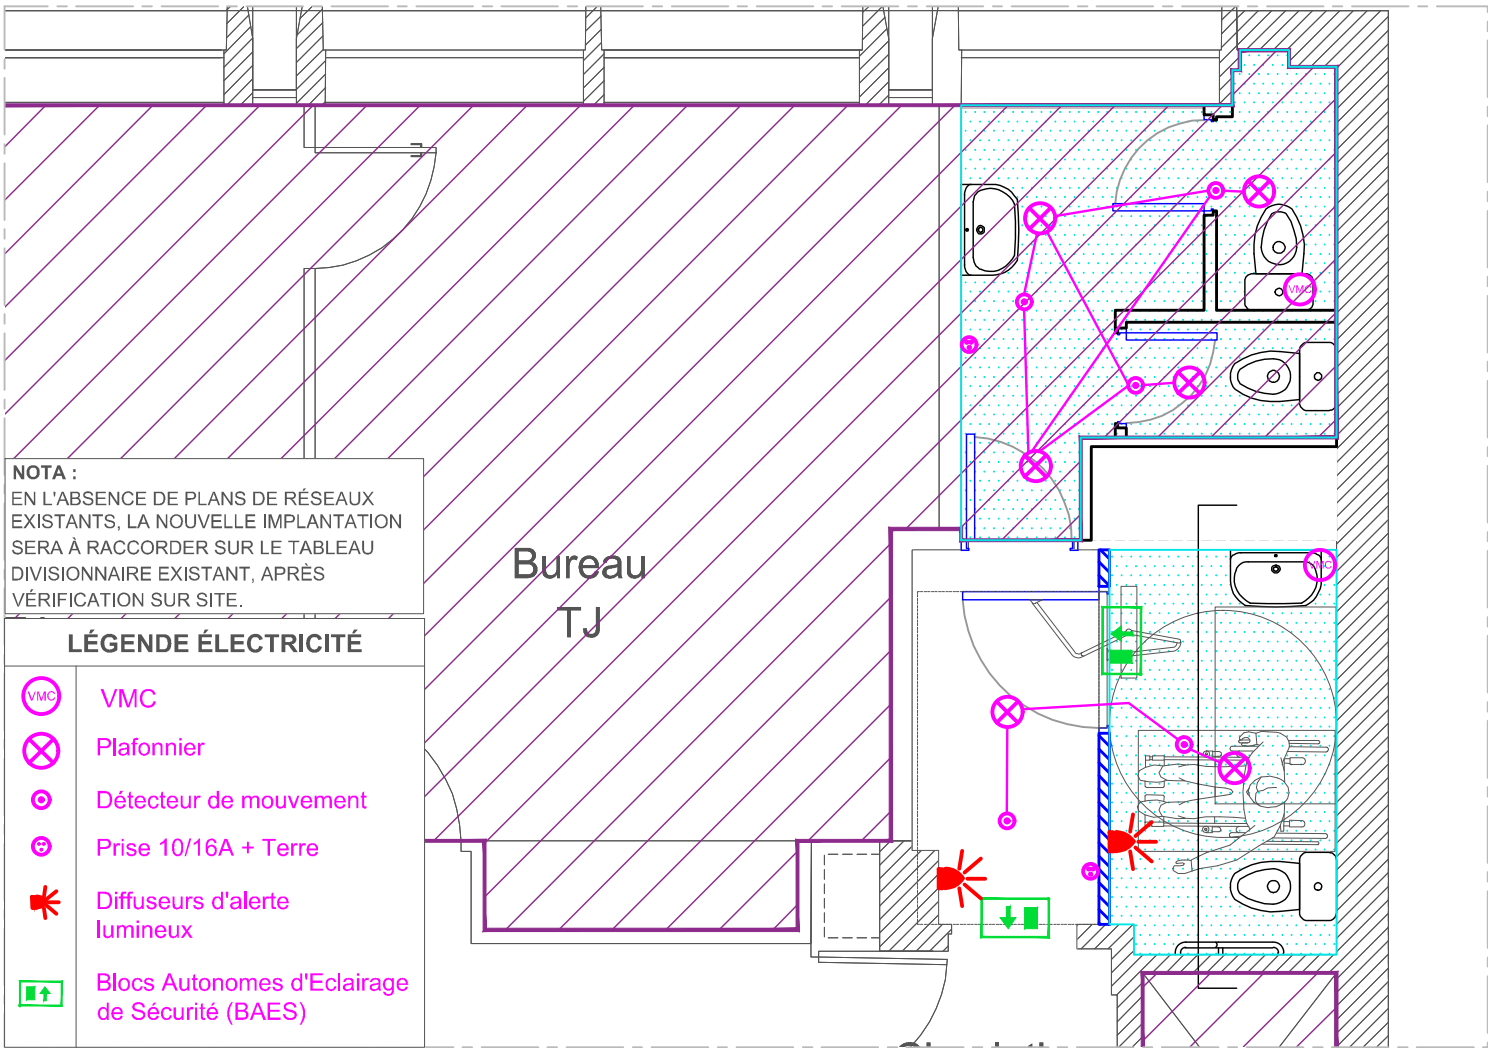 NOTA :
EN L'ABSENCE DE PLANS DE RÉSEAUX
EXISTANTS, LA NOUVELLE IMPLANTATION
SERA À RACCORDER SUR LE TABLEAU
DIVISIONNAIRE EXISTANT, APRÈS
VÉRIFICATION SUR SITE.
LÉGENDE ÉLECTRICITÉ
VMC
VMC
Plafonnier
Détecteur de mouvement
Prise 10/16A + Terre
Diffuseurs d'alerte
lumineux
Blocs Autonomes d'Eclairage
de Sécurité (BAES)
Bureau
TJ
VMC
VMC